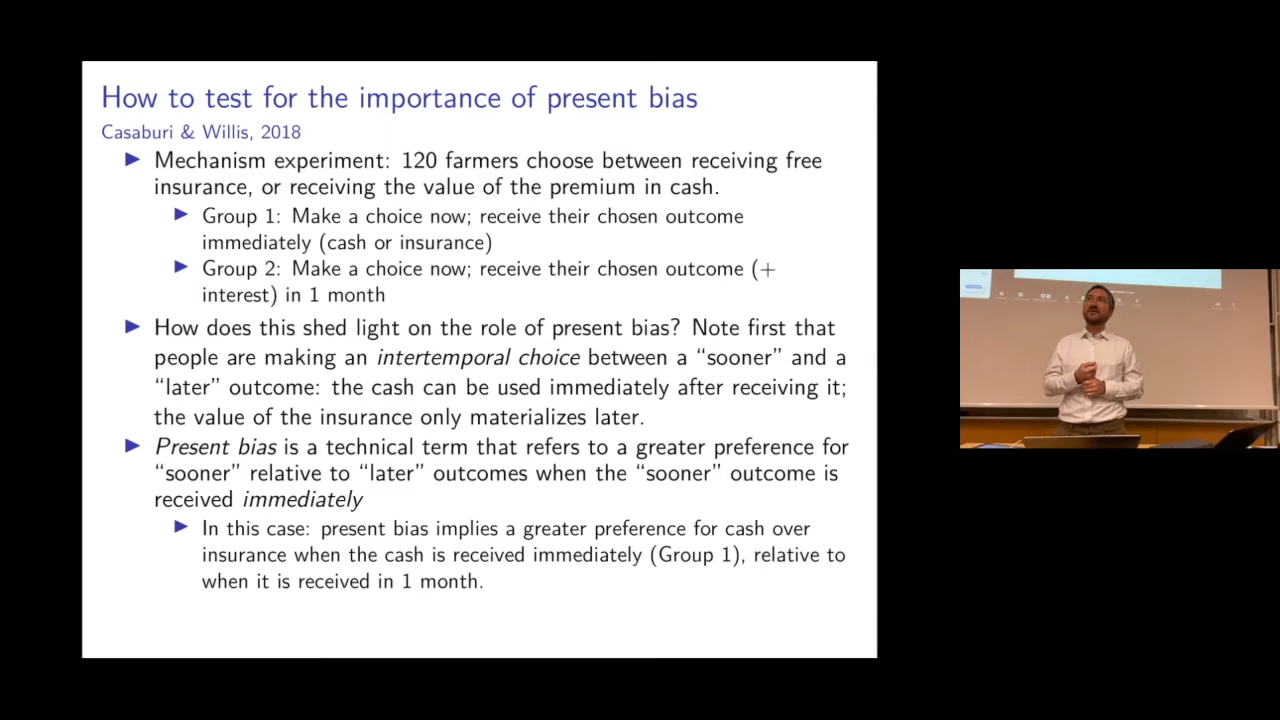 How to test for the importance of present bias
Casaburi & Willis, 2018
▶ Mechanism experiment: 120 farmers choose between receiving free
insurance, or receiving the value of the premium in cash.
▶ Group 1: Make a choice now; receive their chosen outcome
immediately (cash or insurance)
▶ Group 2: Make a choice now; receive their chosen outcome (+
interest) in 1 month
▶ How does this shed light on the role of present bias? Note first that
people are making an intertemporal choice between a “sooner” and a
“later” outcome: the cash can be used immediately after receiving it;
the value of the insurance only materializes later.
▶ Present bias is a technical term that refers to a greater preference for
“sooner” relative to “later” outcomes when the “sooner” outcome is
received immediately
▶ In this case: present bias implies a greater preference for cash over
insurance when the cash is received immediately (Group 1), relative to
when it is received in 1 month.